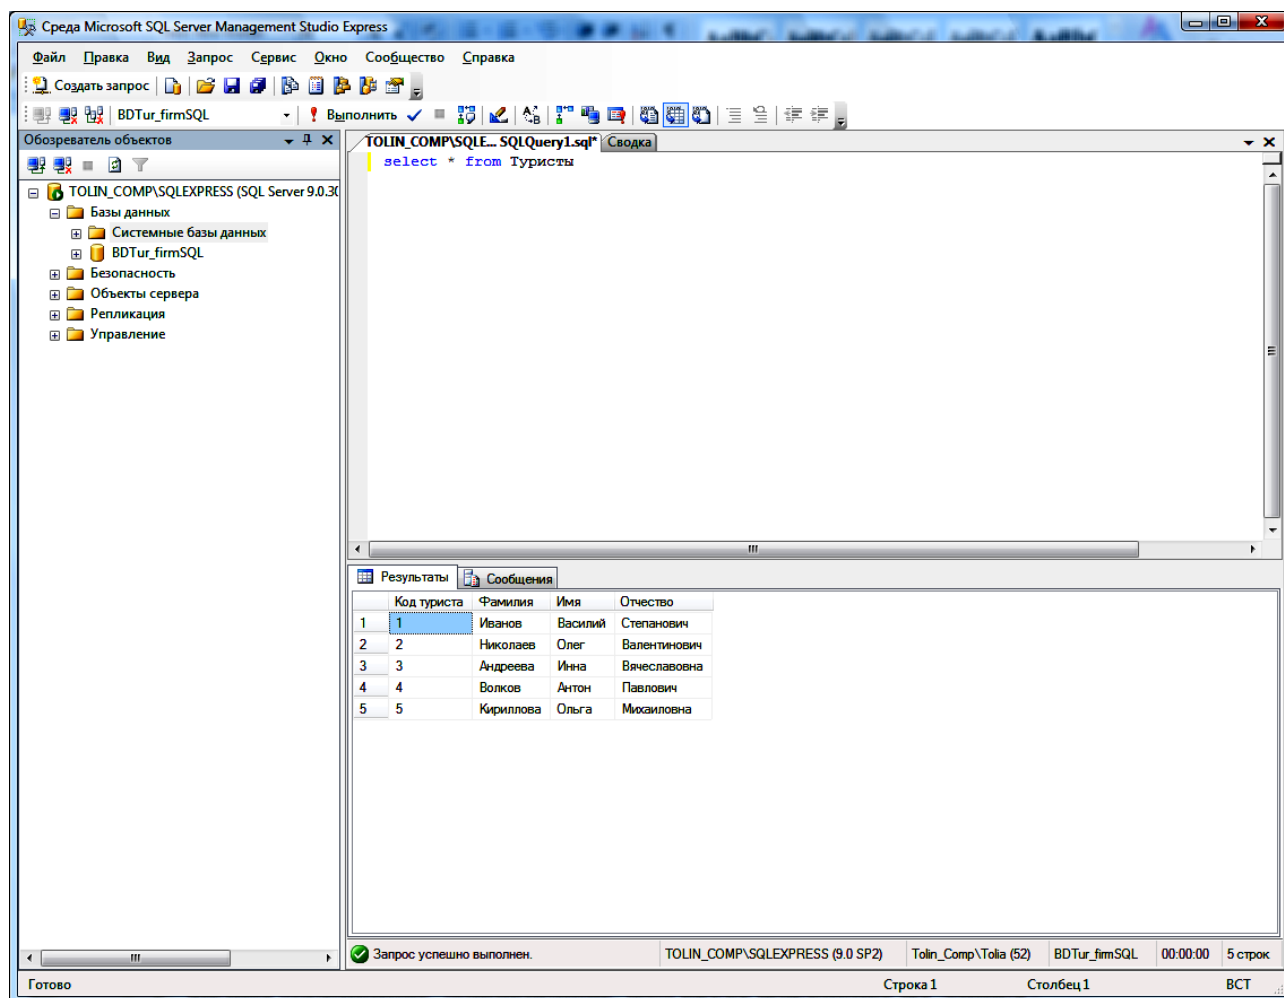 Среда Microsoft SQL Server Management Studio Express
Файл Правка Вид Запрос Сервис Окно Сообщество Справка
Создать запрос
BDTur_firmSQL Выполнить
Обозреватель объектов
TOLIN_COMP\SQLE... SQLQuery1.sql* Сводка
select * from Туристы
TOLIN_COMP\SQLEXPRESS (SQL Server 9.0.30
Базы данных
Системные базы данных
BDTur_firmSQL
Безопасность
Объекты сервера
Репликация
Управление
Результаты Сообщения
Код туриста Фамилия Имя Отчество
1 1 Иванов Василий Степанович
2 2 Николаев Олег Валентинович
3 3 Андреева Инна Вячеславовна
4 4 Волков Антон Павлович
5 5 Кириллова Ольга Михаиловна
Запрос успешно выполнен. TOLIN_COMP\SQLEXPRESS (9.0 SP2) Tolin_Comp\Tolia (52) BDTur_firmSQL 00:00:00 5 строк
Готово Строка 1 Столбец 1 ВСТ